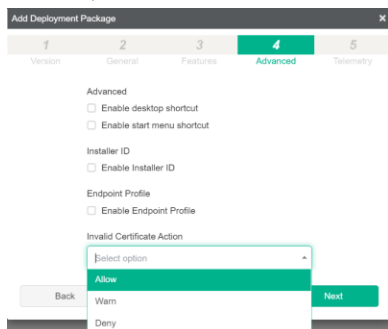 Add Deployment Package ×
1 2 3 4 5
Version General Features Advanced Telemetry
Advanced
Enable desktop shortcut
Enable start menu shortcut
Installer ID
Enable Installer ID
Endpoint Profile
Enable Endpoint Profile
Invalid Certificate Action
Select option
Allow
Back Warn Next
Deny